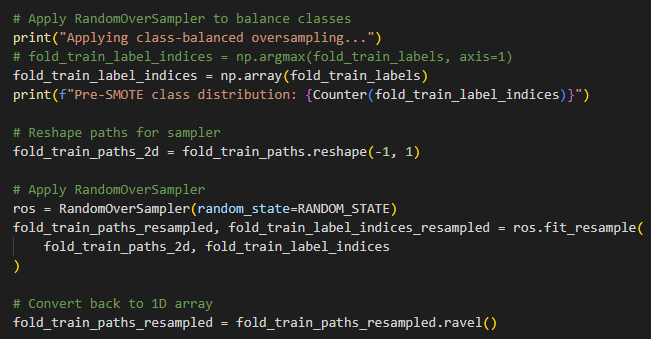 # Apply RandomOverSampler to balance classes
print("Applying class-balanced oversampling...")
# fold_train_label_indices = np.argmax(fold_train_labels, axis=1)
fold_train_label_indices = np.array(fold_train_labels)
print(f"Pre-SMOTE class distribution: {Counter(fold_train_label_indices)}")

# Reshape paths for sampler
fold_train_paths_2d = fold_train_paths.reshape(-1, 1)

# Apply RandomOverSampler
ros = RandomOverSampler(random_state=RANDOM_STATE)
fold_train_paths_resampled, fold_train_label_indices_resampled = ros.fit_resample(
    fold_train_paths_2d, fold_train_label_indices
)

# Convert back to 1D array
fold_train_paths_resampled = fold_train_paths_resampled.ravel()